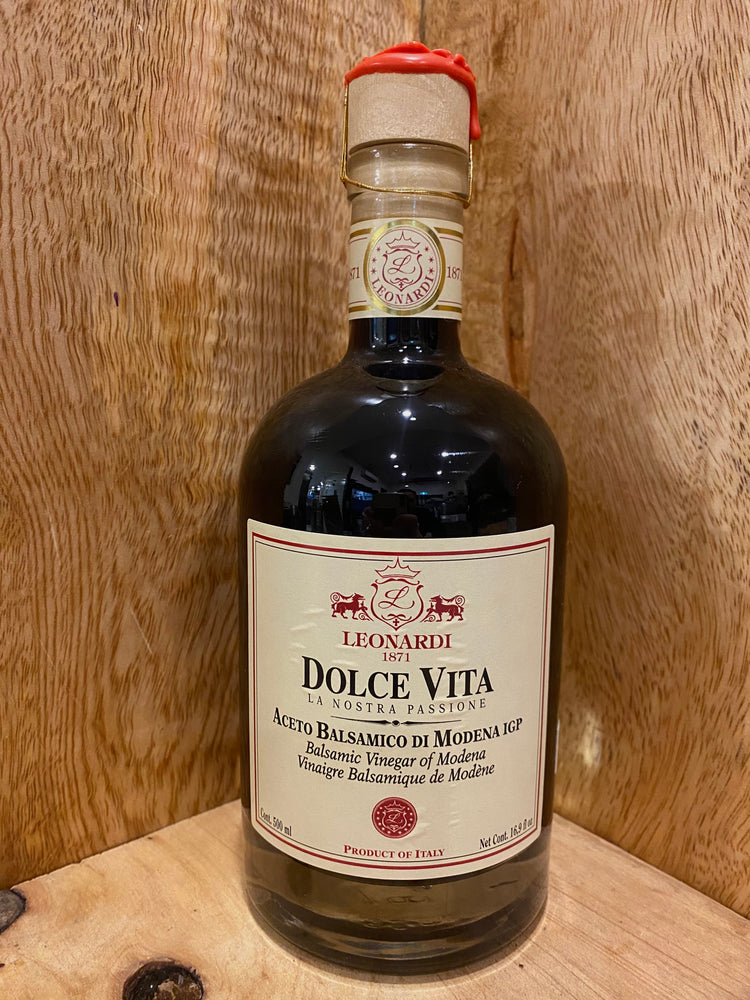 1871
L
LEONARDI
L
LEONARDI
1871
DOLCE VITA
LA NOSTRA PASSIONE
ACETO BALSAMICO DI MODENA IGP
Balsamic Vinegar of Modena
Vinaigre Balsamique de Modène
L
Cont. 500 ml
Net Cont. 16.9 fl oz
PRODUCT OF ITALY